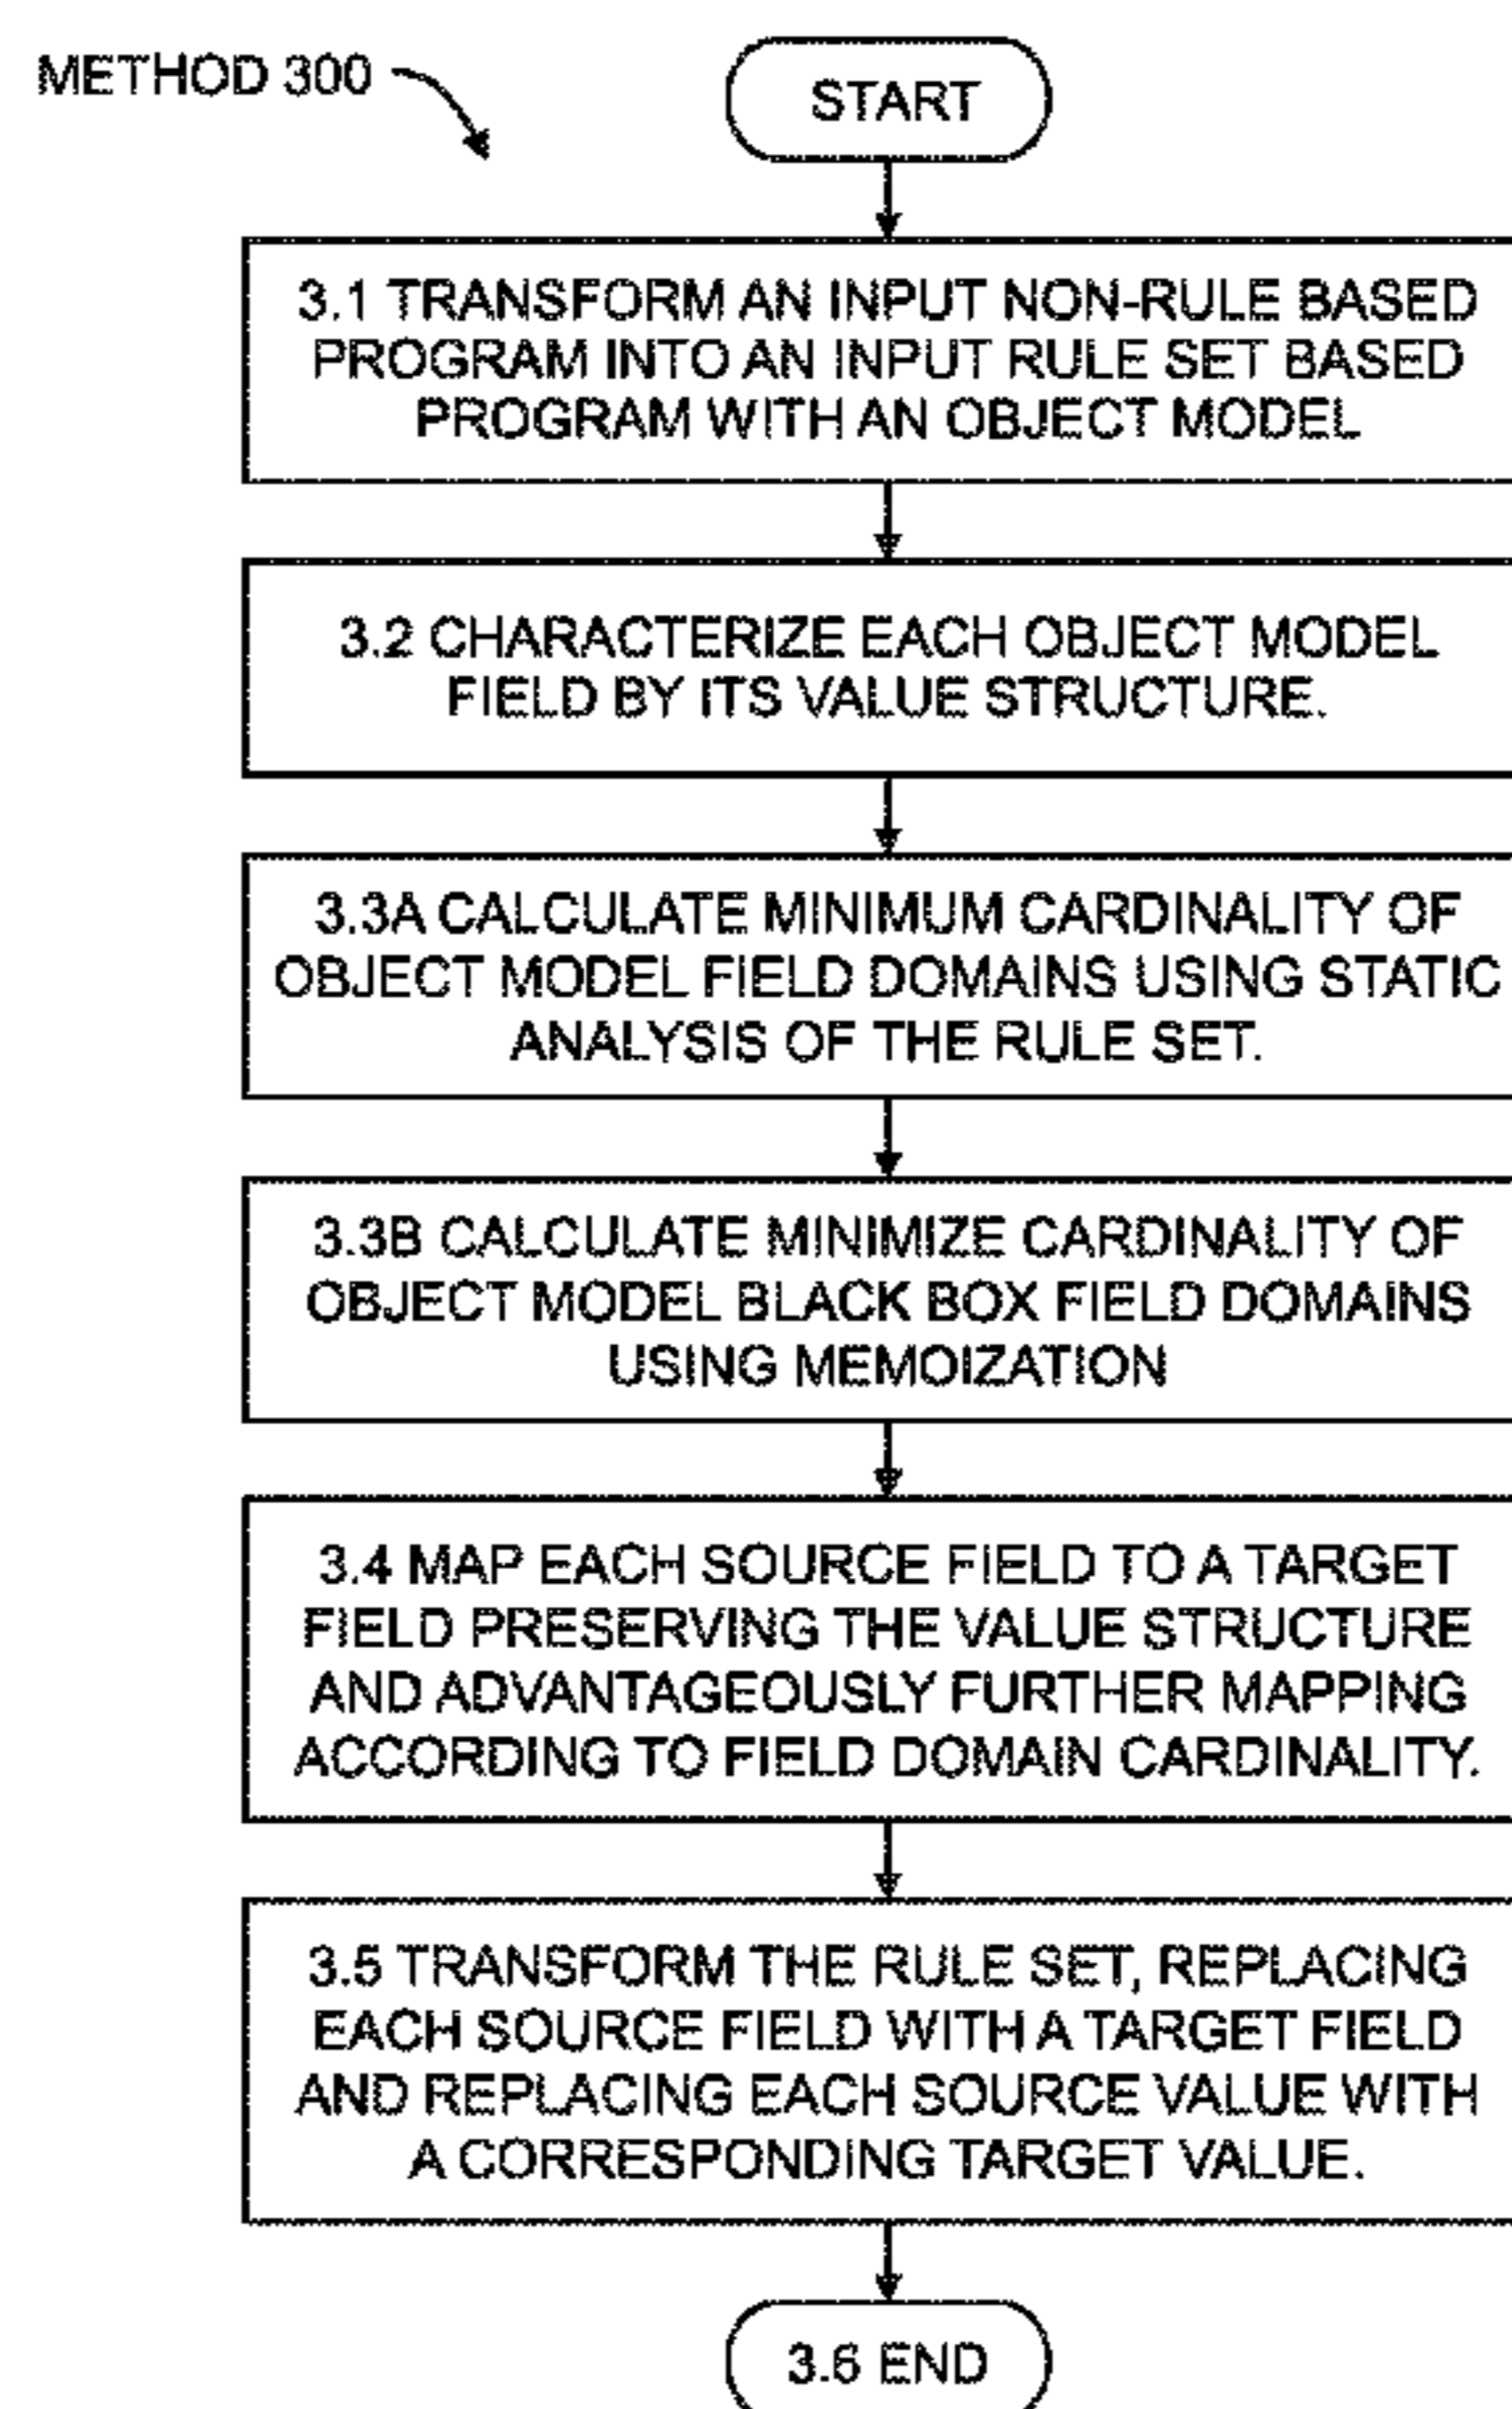 METHOD 300
START
3.1 TRANSFORM AN INPUT NON-RULE BASED
PROGRAM INTO AN INPUT RULE SET BASED
PROGRAM WITH AN OBJECT MODEL
3.2 CHARACTERIZE EACH OBJECT MODEL
FIELD BY ITS VALUE STRUCTURE.
3.3A CALCULATE MINIMUM CARDINALITY OF
OBJECT MODEL FIELD DOMAINS USING STATIC
ANALYSIS OF THE RULE SET.
3.3B CALCULATE MINIMIZE CARDINALITY OF
OBJECT MODEL BLACK BOX FIELD DOMAINS
USING MEMOIZATION
3.4 MAP EACH SOURCE FIELD TO A TARGET
FIELD PRESERVING THE VALUE STRUCTURE
AND ADVANTAGEOUSLY FURTHER MAPPING
ACCORDING TO FIELD DOMAIN CARDINALITY.
3.5 TRANSFORM THE RULE SET, REPLACING
EACH SOURCE FIELD WITH A TARGET FIELD
AND REPLACING EACH SOURCE VALUE WITH
A CORRESPONDING TARGET VALUE.
3.6 END